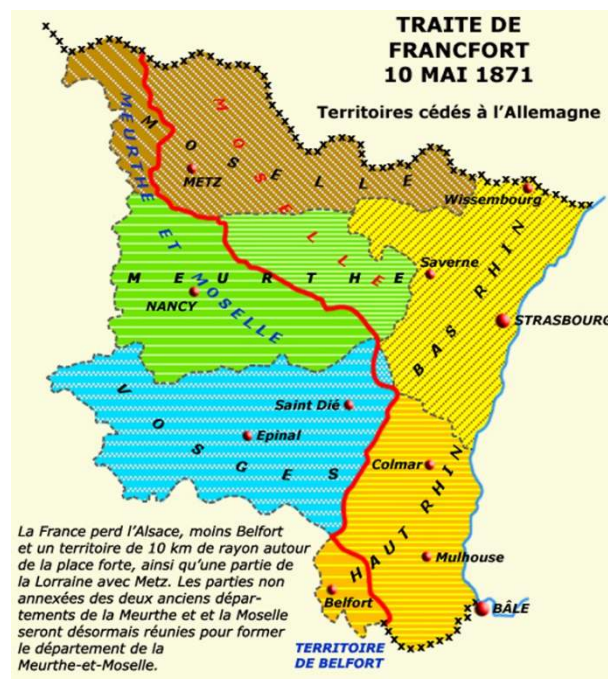 TRAITE DE
FRANCFORT
10 MAI 1871
Territoires cédés à l'Allemagne
MOSELLE
MOSELLE
MEURTHE ET MOSELLE
METZ
Wissembourg
Saverne
MEURTHE
NANCY
STRASBOURG
BAS RHIN
Saint Dié
VOSGES
Epinal
Colmar
HAUT RHIN
Mulhouse
Belfort
BÂLE
TERRITOIRE
DE BELFORT
La France perd l'Alsace, moins Belfort
et un territoire de 10 km de rayon autour
de la place forte, ainsi qu'une partie de
la Lorraine avec Metz. Les parties non
annexées des deux anciens dépar-
tements de la Meurthe et et la Moselle
seront désormais réunies pour former
le département de la
Meurthe-et-Moselle.